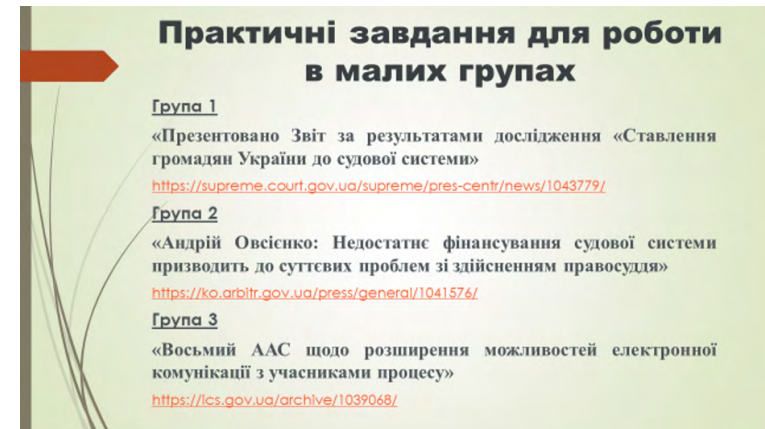 Практичні завдання для роботи
в малих групах
Група 1
«Презентовано Звіт за результатами дослідження «Ставлення
громадян України до судової системи»
https://supreme.court.gov.ua/supreme/pres-centr/news/1043779/
Група 2
«Андрій Овсієнко: Недостатнє фінансування судової системи
призводить до суттєвих проблем зі здійсненням правосуддя»
https://ko.arbitr.gov.ua/press/general/1041576/
Група 3
«Восьмий ААС щодо розширення можливостей електронної
комунікації з учасниками процесу»
https://ics.gov.ua/archive/1039068/